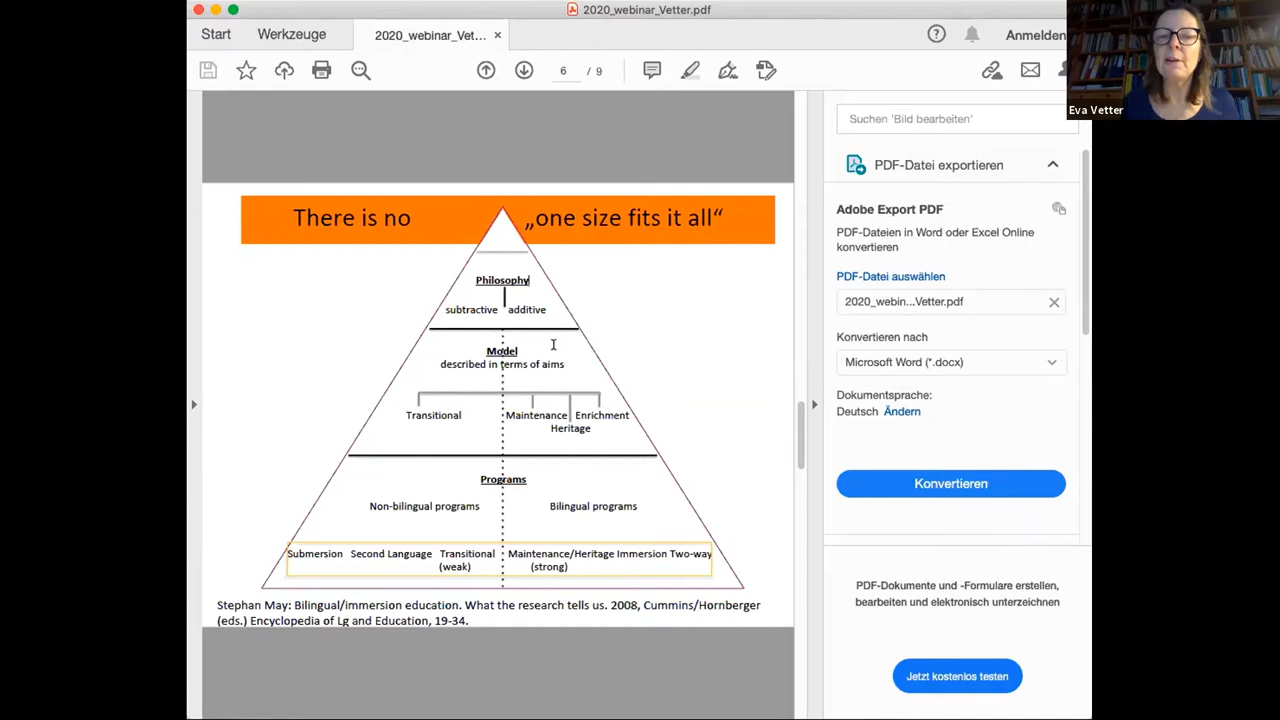 2020_webinar_Vetter.pdf
Start Werkzeuge 2020_webinar_Vet... × Anmelden
6 / 9
Eva Vetter
Suchen 'Bild bearbeiten'
PDF-Datei exportieren
Adobe Export PDF
PDF-Dateien in Word oder Excel Online
konvertieren
PDF-Datei auswählen
2020_webin...Vetter.pdf
Konvertieren nach
Microsoft Word (*.docx)
Dokumentsprache:
Deutsch Ändern
Konvertieren
PDF-Dokumente und -Formulare erstellen,
bearbeiten und elektronisch unterzeichnen
Jetzt kostenlos testen
There is no „one size fits it all“
Philosophy
subtractive additive
Model
described in terms of aims
Transitional Maintenance Enrichment
Heritage
Programs
Non-bilingual programs Bilingual programs
Submersion Second Language Transitional Maintenance/Heritage Immersion Two-way
(weak) (strong)
Stephan May: Bilingual/immersion education. What the research tells us. 2008, Cummins/Hornberger
(eds.) Encyclopedia of Lg and Education, 19-34.